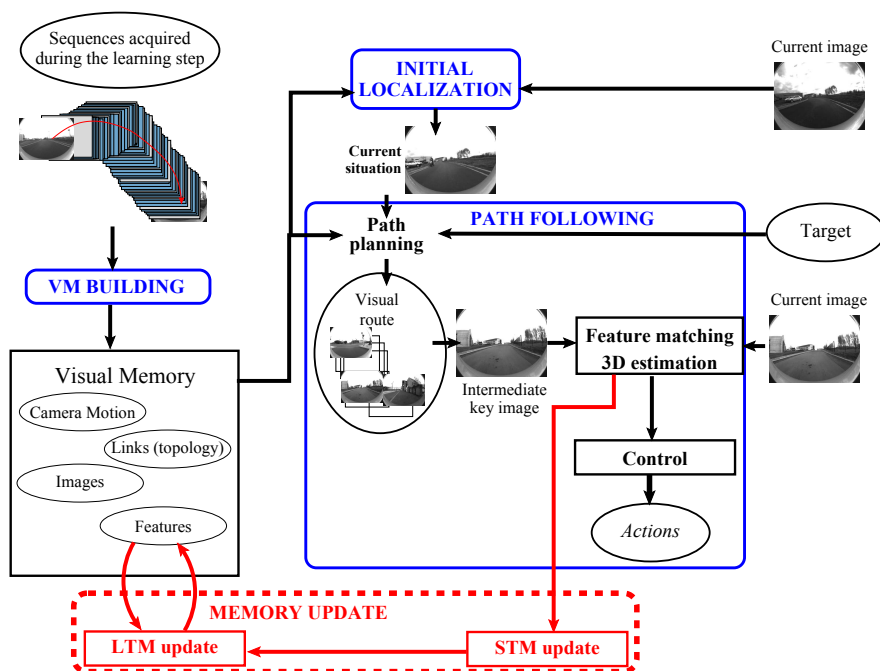 Sequences acquired
during the learning step
INITIAL
LOCALIZATION
Current image
Current
situation
PATH FOLLOWING
Path
planning
Target
VM BUILDING
Visual
route
Current image
Feature matching
3D estimation
Intermediate
key image
Visual Memory
Camera Motion
Links (topology)
Images
Features
Control
Actions
MEMORY UPDATE
LTM update
STM update